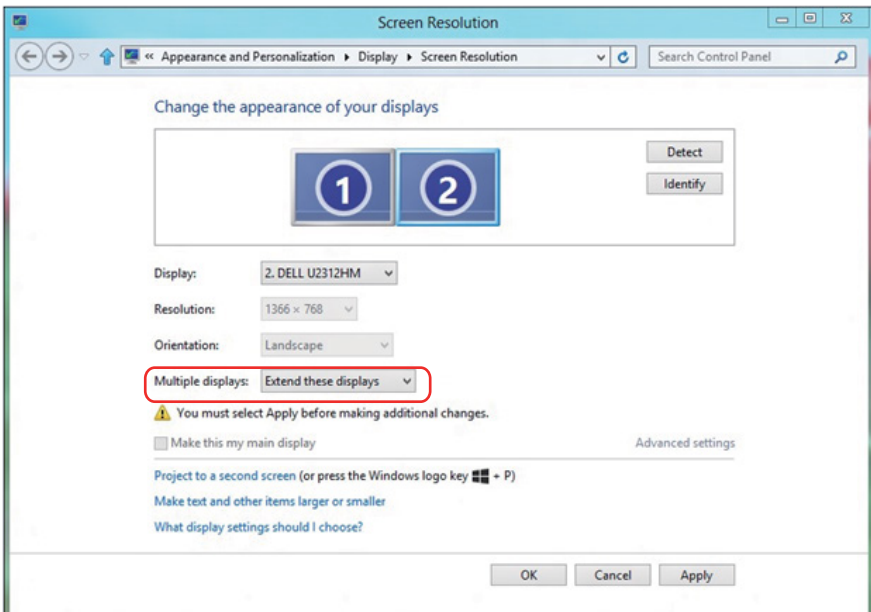 Screen Resolution
« Appearance and Personalization ▸ Display ▸ Screen Resolution
Search Control Panel
Change the appearance of your displays
1 2
Detect
Identify
Display: 2. DELL U2312HM
Resolution: 1366 × 768
Orientation: Landscape
Multiple displays: Extend these displays
You must select Apply before making additional changes.
Make this my main display Advanced settings
Project to a second screen (or press the Windows logo key + P)
Make text and other items larger or smaller
What display settings should I choose?
OK Cancel Apply